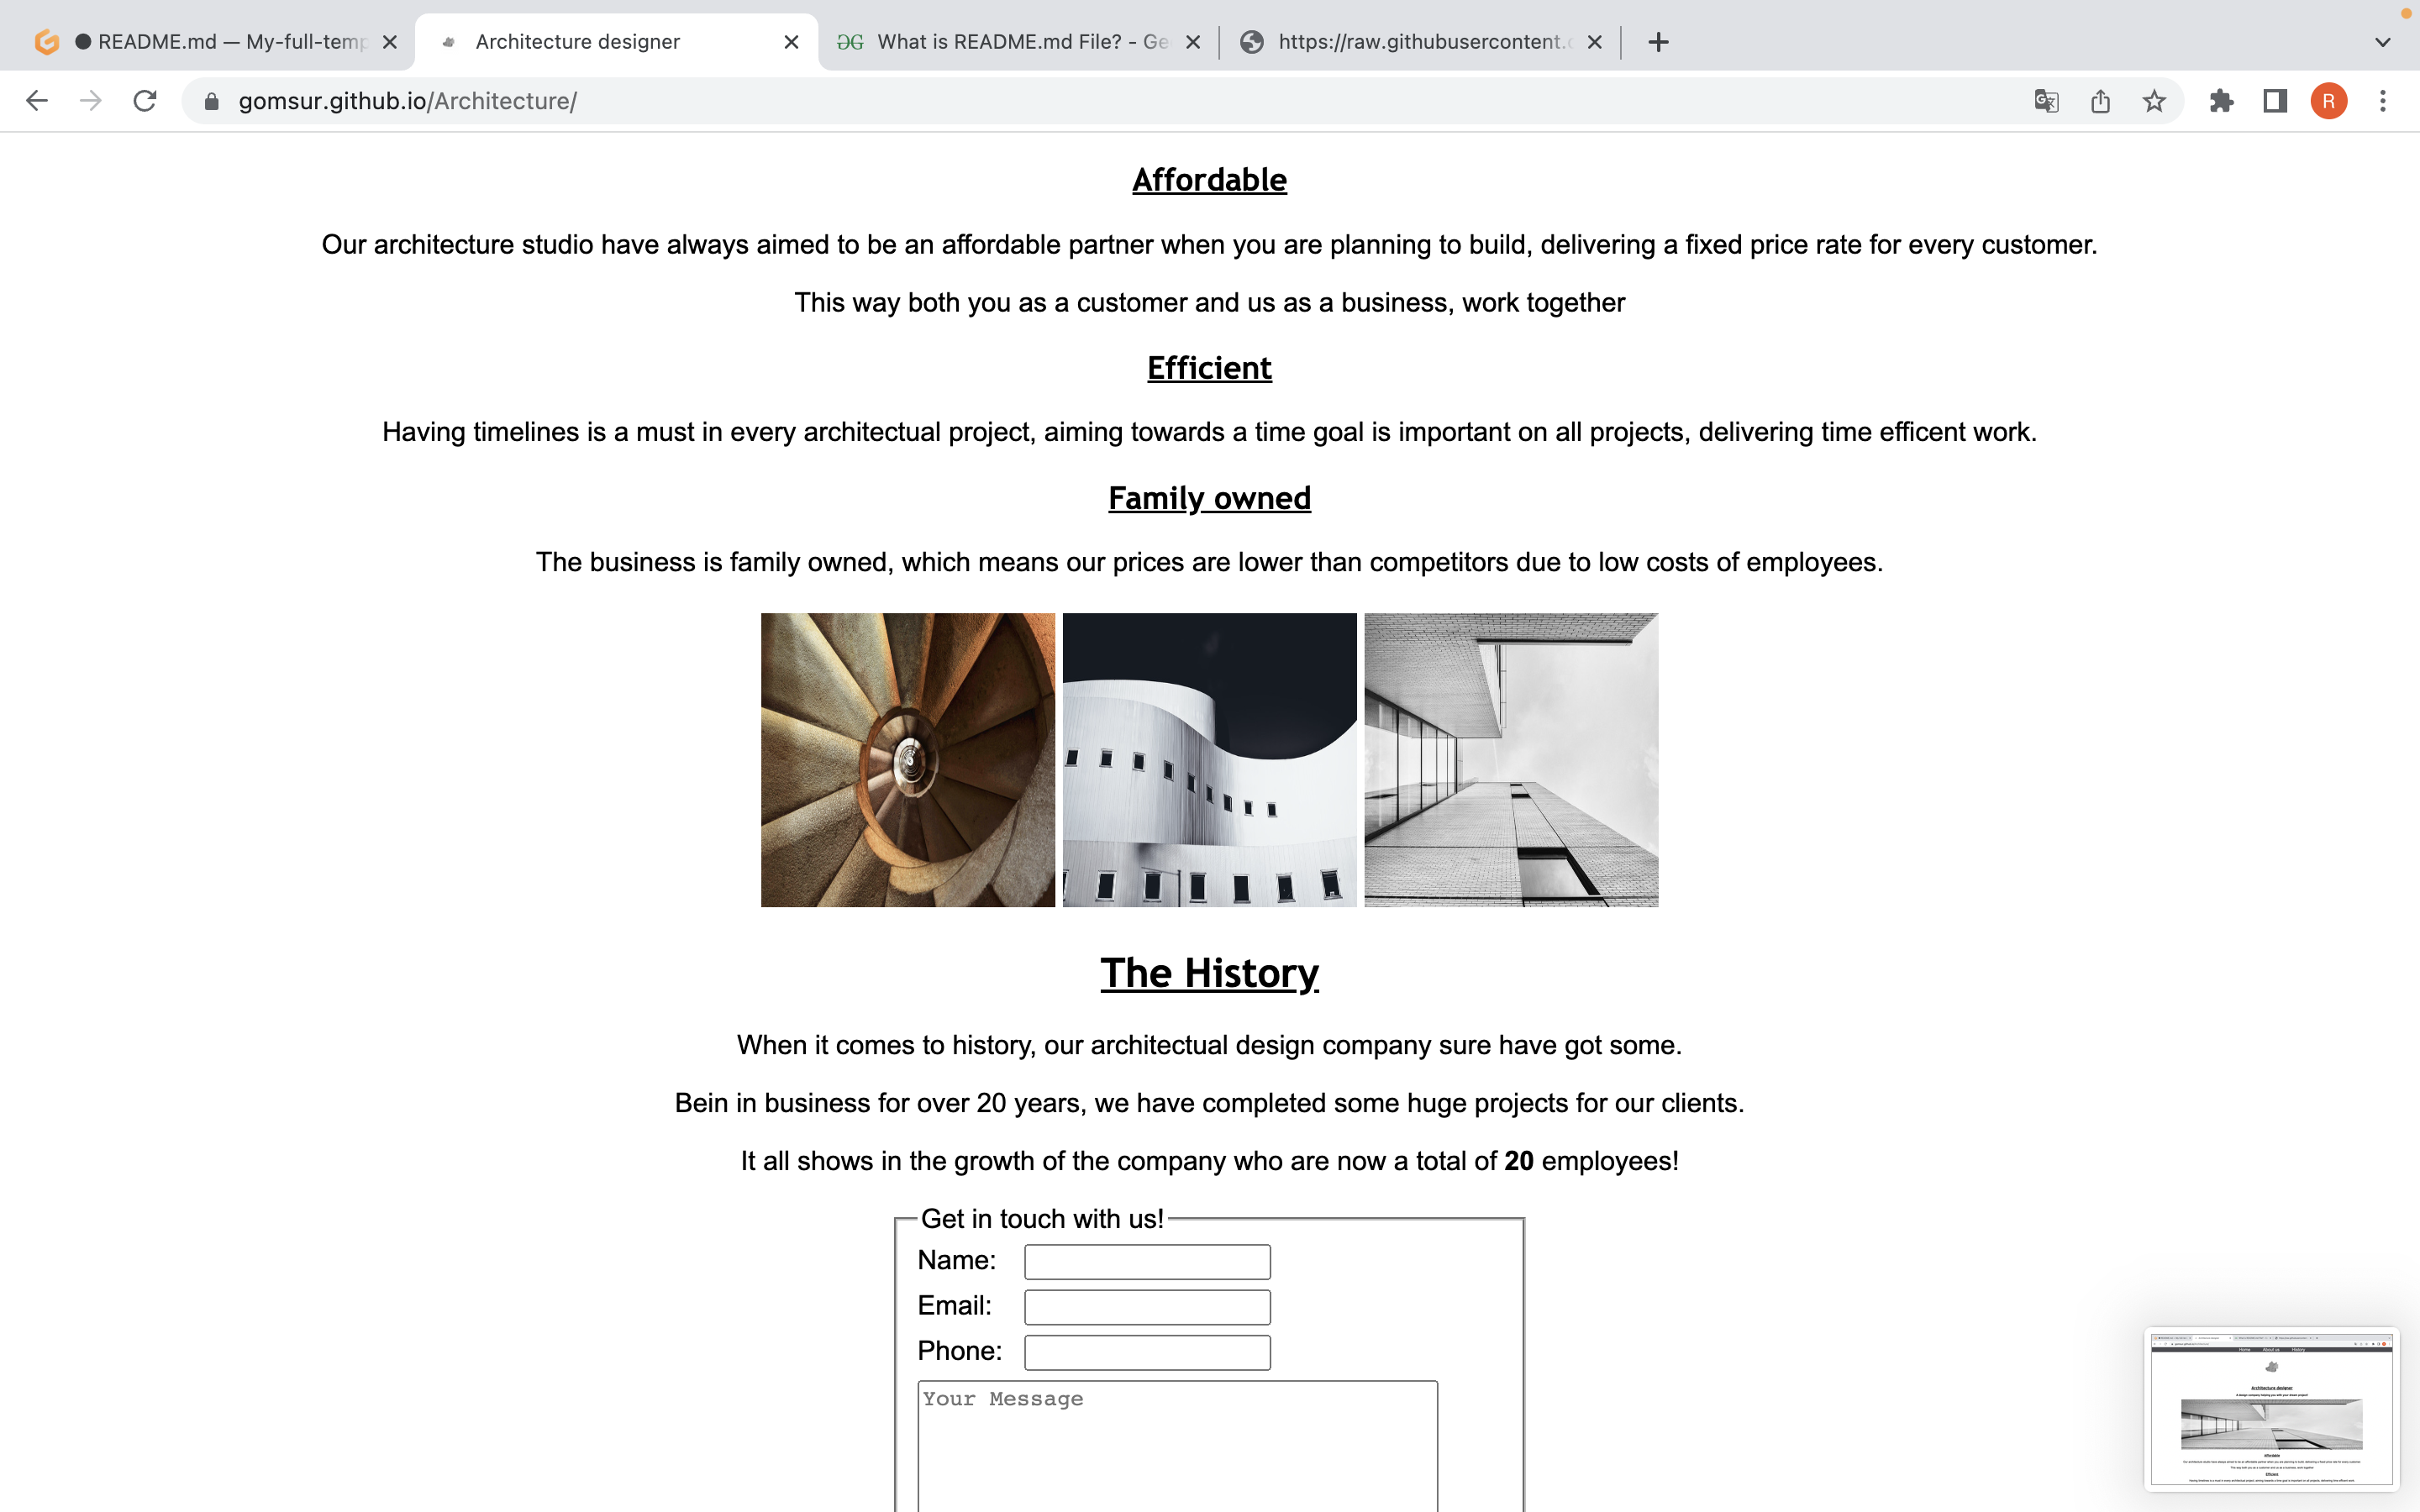 README.md — My-full-temp
Architecture designer
What is README.md File? - Ge
https://raw.githubusercontent.c
gomsur.github.io/Architecture/
R
Affordable
Our architecture studio have always aimed to be an affordable partner when you are planning to build, delivering a fixed price rate for every customer.
This way both you as a customer and us as a business, work together
Efficient
Having timelines is a must in every architectual project, aiming towards a time goal is important on all projects, delivering time efficent work.
Family owned
The business is family owned, which means our prices are lower than competitors due to low costs of employees.
The History
When it comes to history, our architectual design company sure have got some.
Bein in business for over 20 years, we have completed some huge projects for our clients.
It all shows in the growth of the company who are now a total of 20 employees!
Get in touch with us!
Name:
Email:
Phone:
Your Message
Home About us History
Architecture designer
Affordable
Efficient